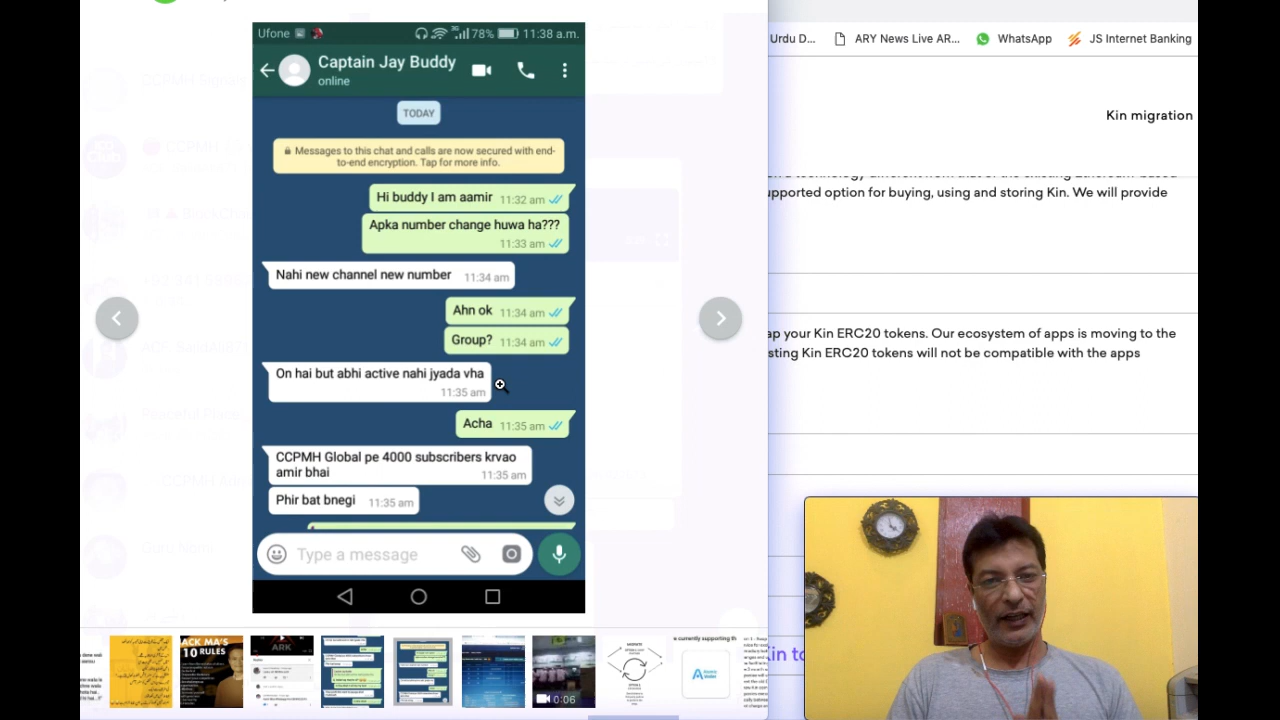 Ufone
78%
11:38 a.m.
Captain Jay Buddy
online
TODAY
Messages to this chat and calls are now secured with end-
to-end encryption. Tap for more info.
Hi buddy I am aamir 11:32 am
Apka number change huwa ha???
11:33 am
Nahi new channel new number 11:34 am
Ahn ok 11:34 am
Group? 11:34 am
On hai but abhi active nahi jyada vha
11:35 am
Acha 11:35 am
CCPMH Global pe 4000 subscribers krvao
amir bhai 11:35 am
Phir bat bnegi 11:35 am
Type a message
ACK MA'S
10 RULES
ARK
0:06
Urdu D... ARY News Live AR... WhatsApp JS Internet Banking
Kin migration
pported option for buying, using and storing Kin. We will provide
ap your Kin ERC20 tokens. Our ecosystem of apps is moving to the
sting Kin ERC20 tokens will not be compatible with the apps